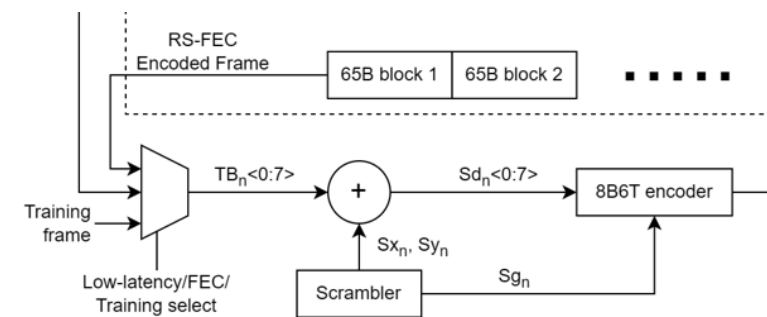 RS-FEC
Encoded Frame
65B block 1
65B block 2
TBn<0:7>
+
Sdn<0:7>
8B6T encoder
Training
frame
Sxn, Syn
Sgn
Low-latency/FEC/
Training select
Scrambler